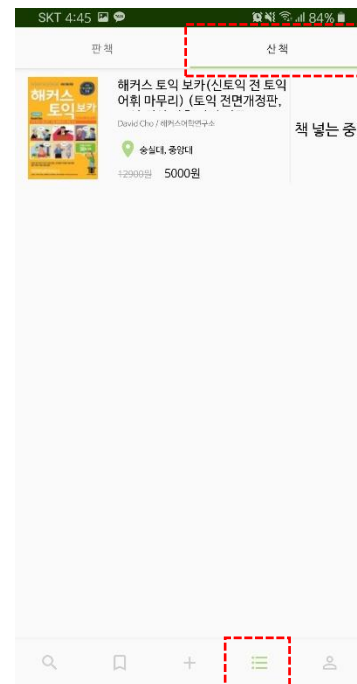 SKT 4:45
84%
판 책
산 책
해커스
토익 보카
해커스 토익 보카(신토익 전 토익
어휘 마무리) (토익 전면개정판,
David Cho / 해커스어학연구소
숭실대, 중앙대
12900원 5000원
책 넣는 중